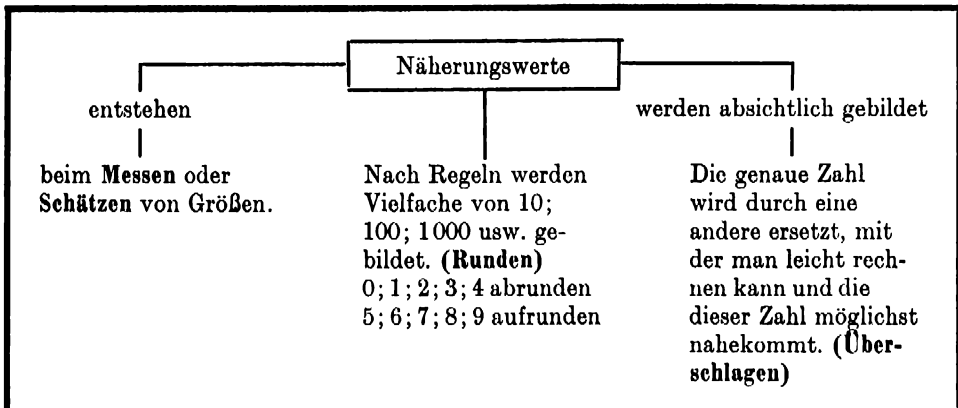 Näherungswerte
entstehen
beim Messen oder
Schätzen von Größen.
Nach Regeln werden
Vielfache von 10;
100; 1000 usw. ge-
bildet. (Runden)
0; 1; 2; 3; 4 abrunden
5; 6; 7; 8; 9 aufrunden
werden absichtlich gebildet
Die genaue Zahl
wird durch eine
andere ersetzt, mit
der man leicht rech-
nen kann und die
dieser Zahl möglichst
nahekommt. (Über-
schlagen)